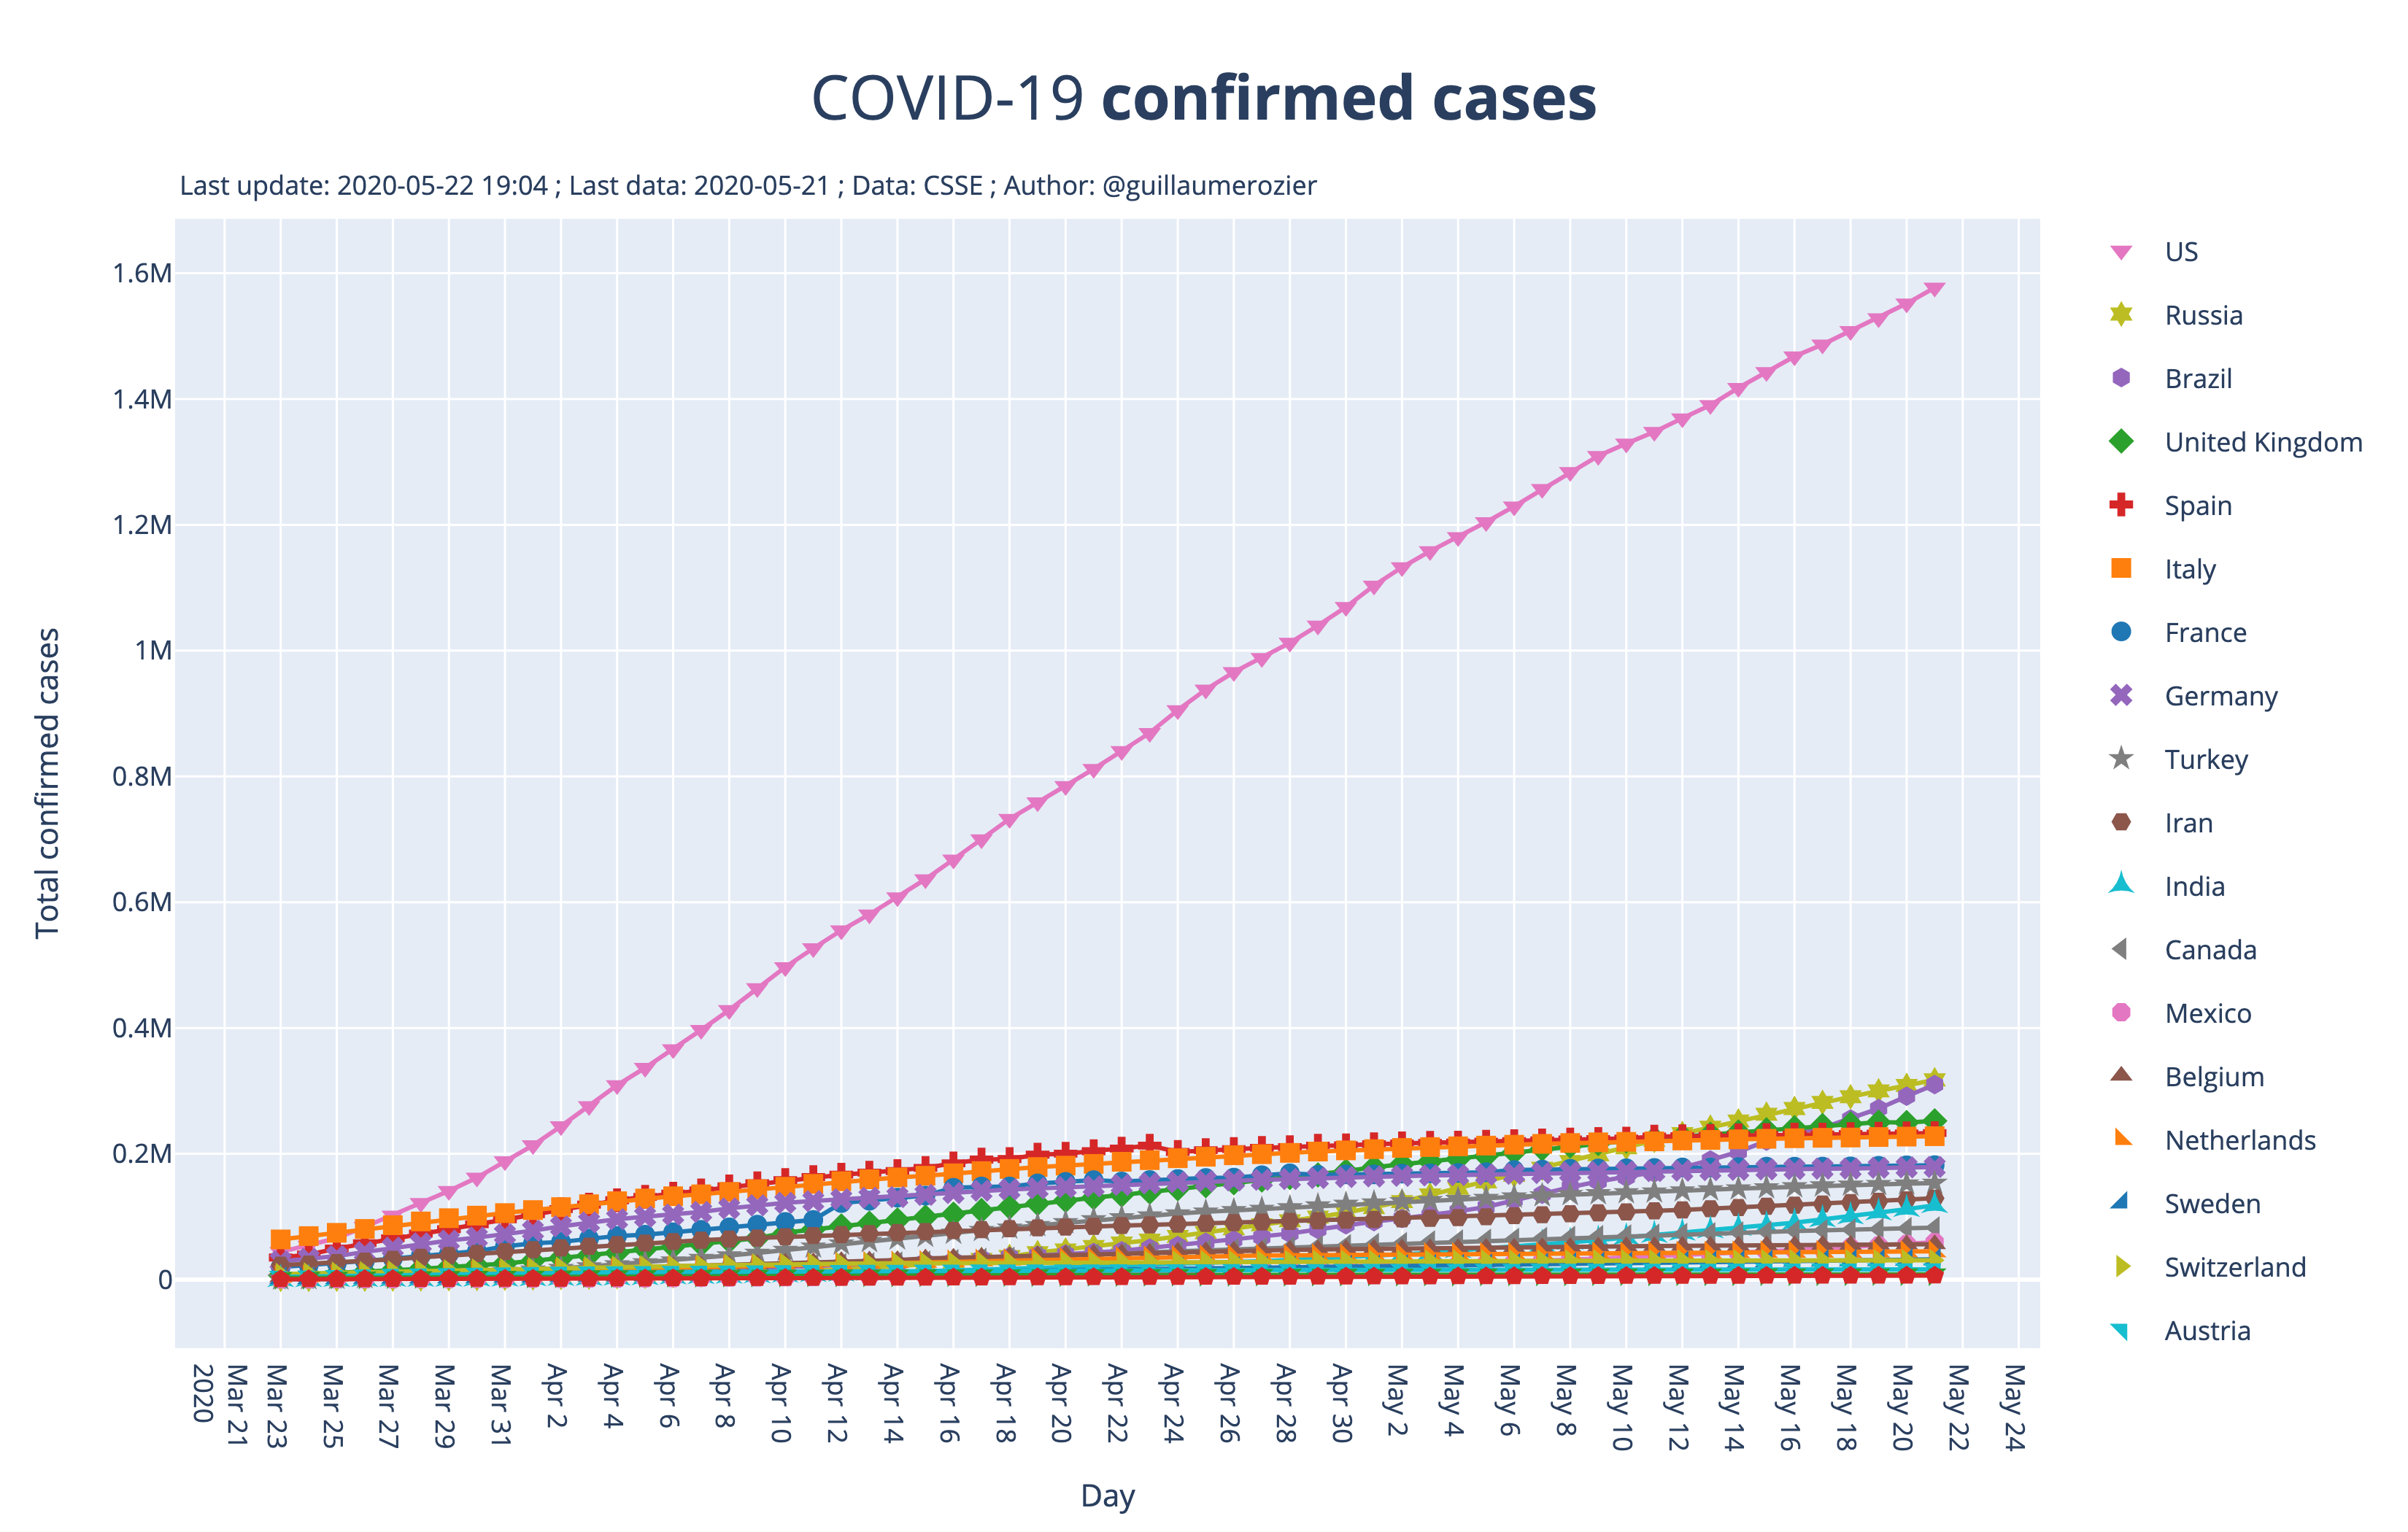 COVID-19 confirmed cases
Last update: 2020-05-22 19:04 ; Last data: 2020-05-21 ; Data: CSSE ; Author: @guillaumerozier
Total confirmed cases
1.6M
1.4M
1.2M
1M
0.8M
0.6M
0.4M
0.2M
0
Mar 21
2020
Mar 23
Mar 25
Mar 27
Mar 29
Mar 31
Apr 2
Apr 4
Apr 6
Apr 8
Apr 10
Apr 12
Apr 14
Apr 16
Apr 18
Apr 20
Apr 22
Apr 24
Apr 26
Apr 28
Apr 30
May 2
May 4
May 6
May 8
May 10
May 12
May 14
May 16
May 18
May 20
May 22
May 24
Day
US
Russia
Brazil
United Kingdom
Spain
Italy
France
Germany
Turkey
Iran
India
Canada
Mexico
Belgium
Netherlands
Sweden
Switzerland
Austria